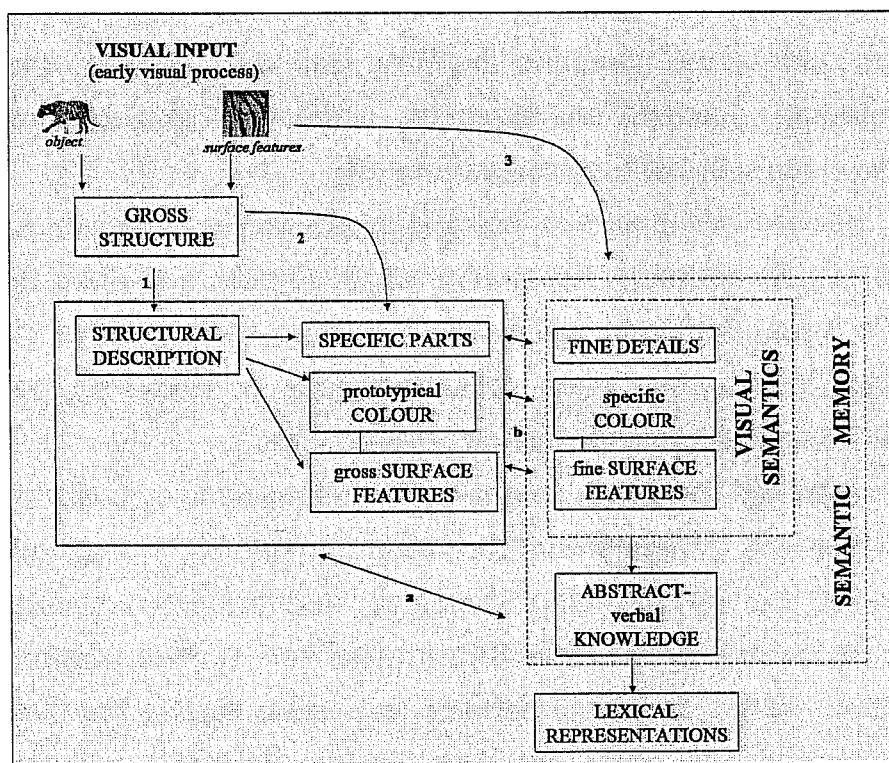 VISUAL INPUT
(early visual process)
object
surface features
3
GROSS
STRUCTURE
2
1
STRUCTURAL
DESCRIPTION
SPECIFIC PARTS
prototypical
COLOUR
gross SURFACE
FEATURES
b
FINE DETAILS
specific
COLOUR
fine SURFACE
FEATURES
VISUAL
SEMANTICS
SEMANTIC MEMORY
a
ABSTRACT-
verbal
KNOWLEDGE
LEXICAL
REPRESENTATIONS